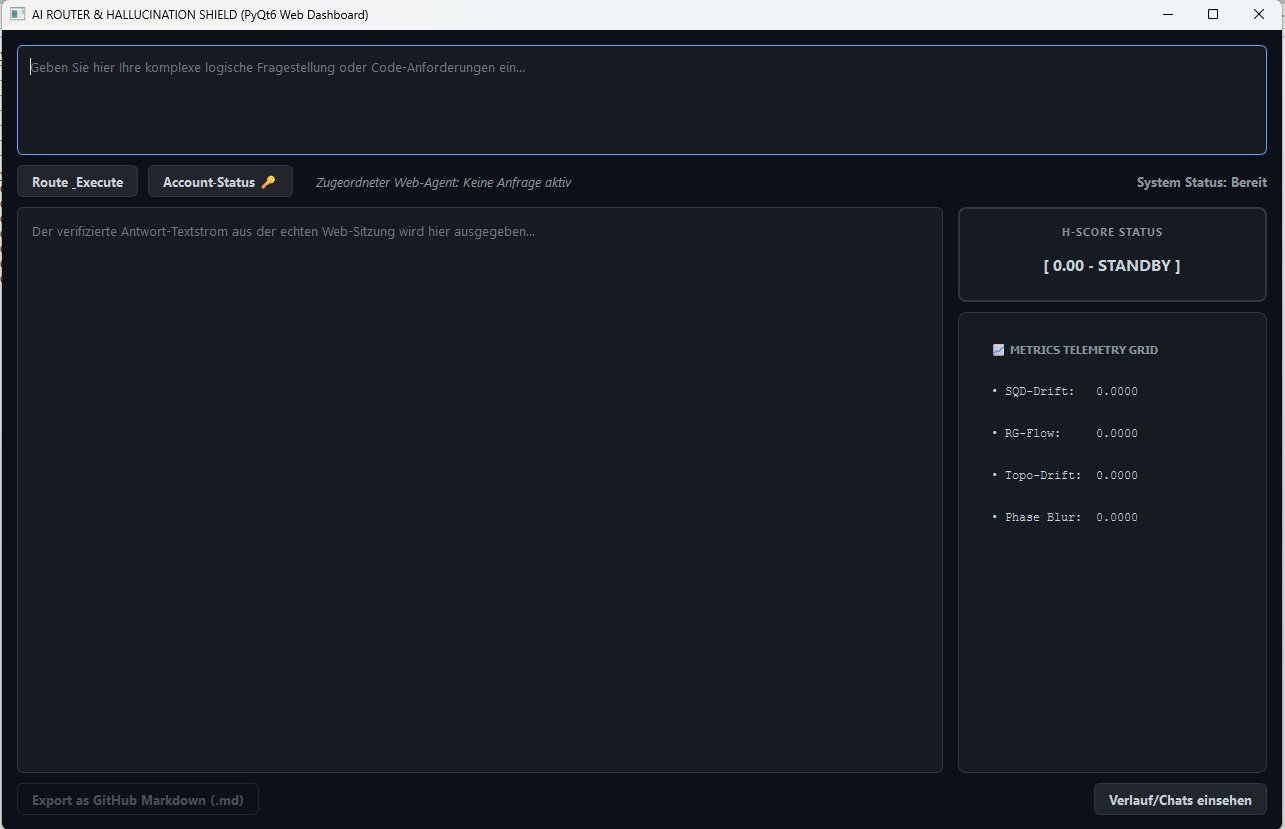 AI ROUTER & HALLUCINATION SHIELD (PyQt6 Web Dashboard)
Geben Sie hier Ihre komplexe logische Fragestellung oder Code-Anforderungen ein...
Route _Execute
Account-Status
Zugeordneter Web-Agent: Keine Anfrage aktiv
System Status: Bereit
Der verifizierte Antwort-Textstrom aus der echten Web-Sitzung wird hier ausgegeben...
H-SCORE STATUS
[ 0.00 - STANDBY ]
METRICS TELEMETRY GRID
• SQD-Drift: 0.0000
• RG-Flow: 0.0000
• Topo-Drift: 0.0000
• Phase Blur: 0.0000
Export as GitHub Markdown (.md)
Verlauf/Chats einsehen